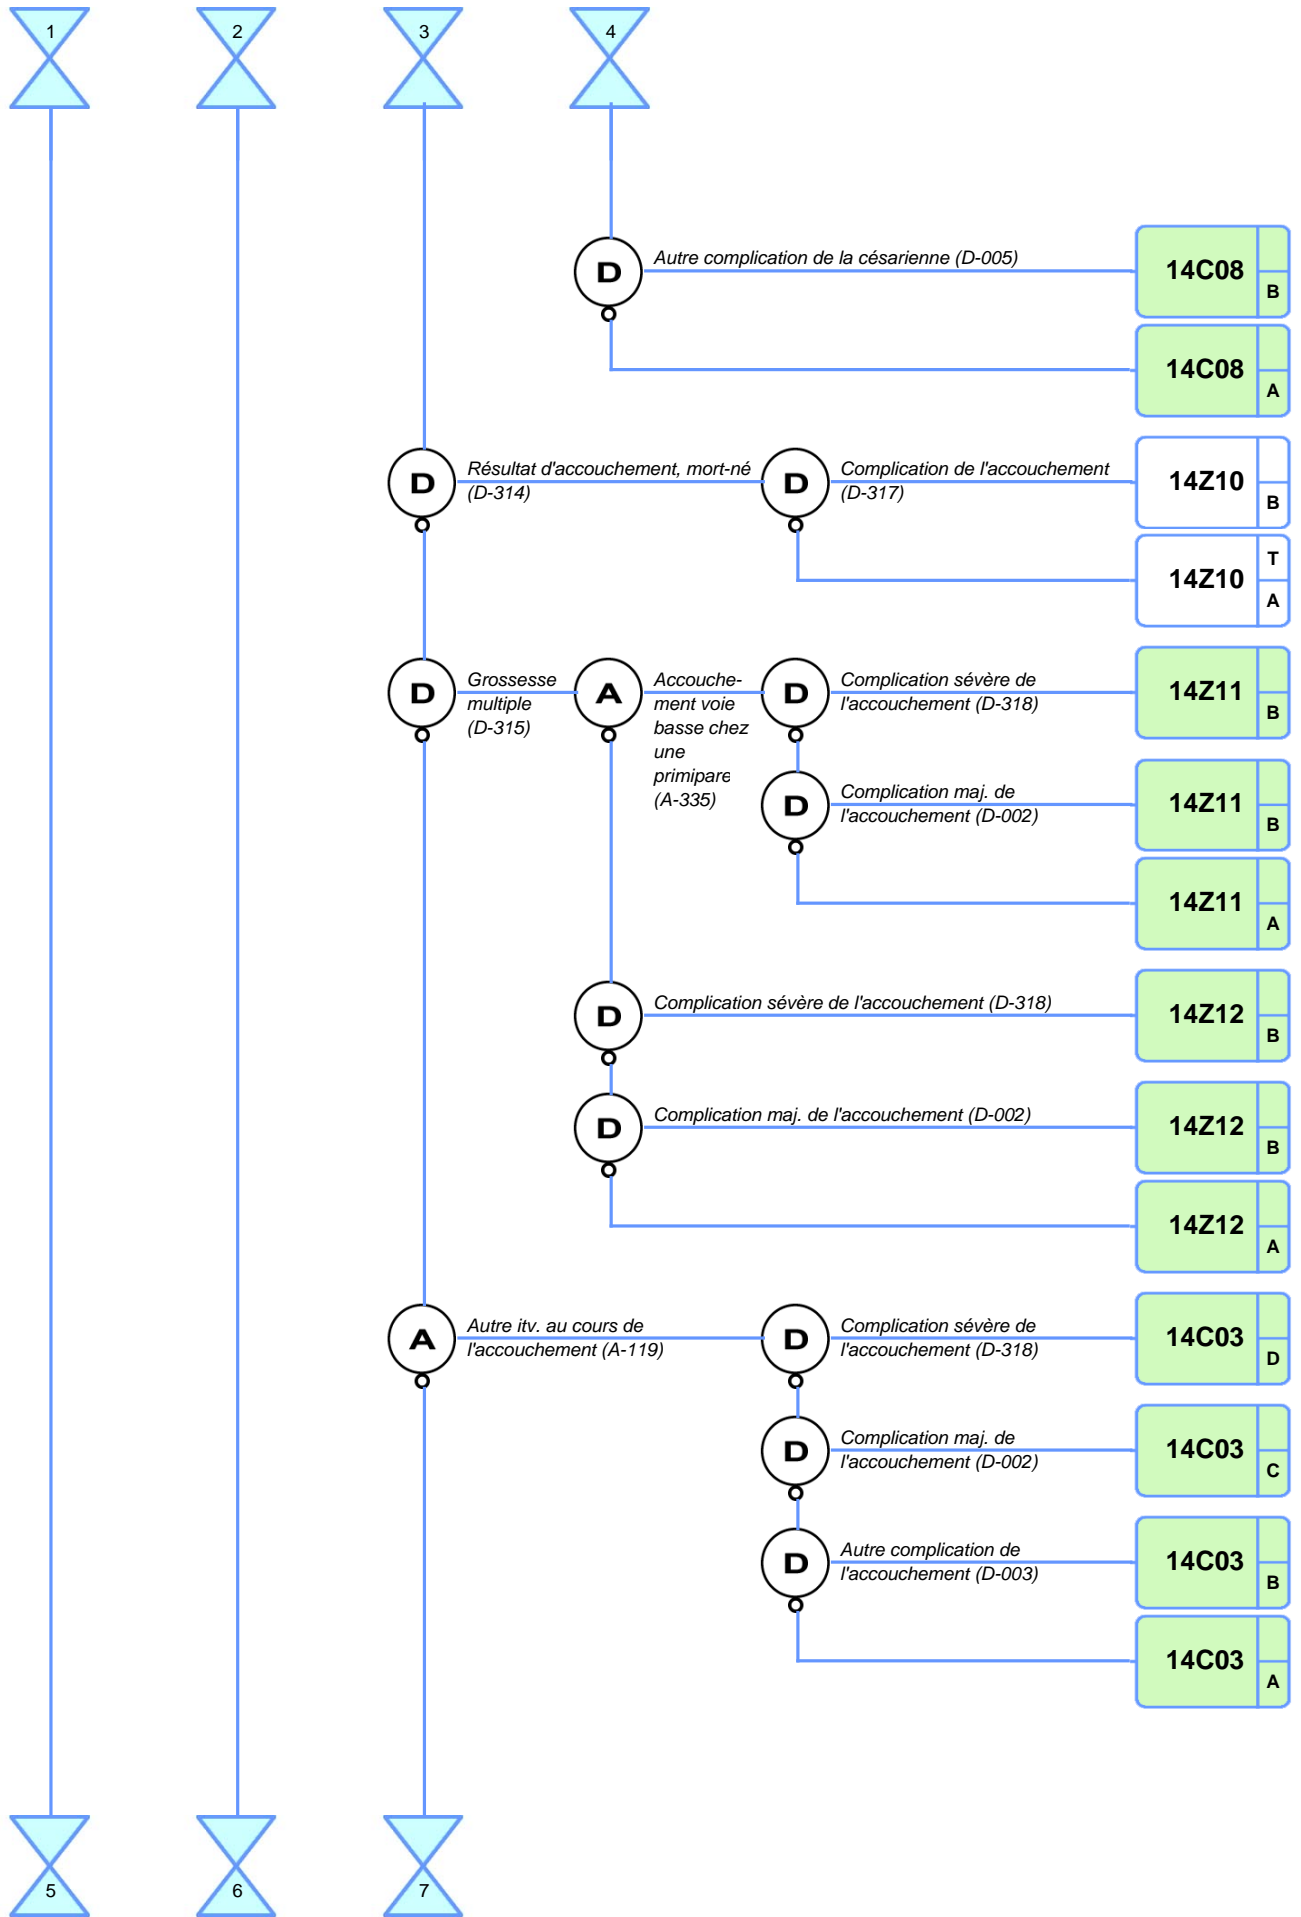 1
2
3
4
D
Autre complication de la césarienne (D-005)
14C08
B
14C08
A
D
Résultat d'accouchement, mort-né
(D-314)
D
Complication de l'accouchement
(D-317)
14Z10
B
14Z10
T
A
D
Grossesse
multiple
(D-315)
A
Accouche-
ment voie
basse chez
une
primipare
(A-335)
D
Complication sévère de
l'accouchement (D-318)
14Z11
B
D
Complication maj. de
l'accouchement (D-002)
14Z11
B
14Z11
A
D
Complication sévère de l'accouchement (D-318)
14Z12
B
D
Complication maj. de l'accouchement (D-002)
14Z12
B
14Z12
A
A
Autre itv. au cours de
l'accouchement (A-119)
D
Complication sévère de
l'accouchement (D-318)
14C03
D
D
Complication maj. de
l'accouchement (D-002)
14C03
C
D
Autre complication de
l'accouchement (D-003)
14C03
B
14C03
A
5
6
7